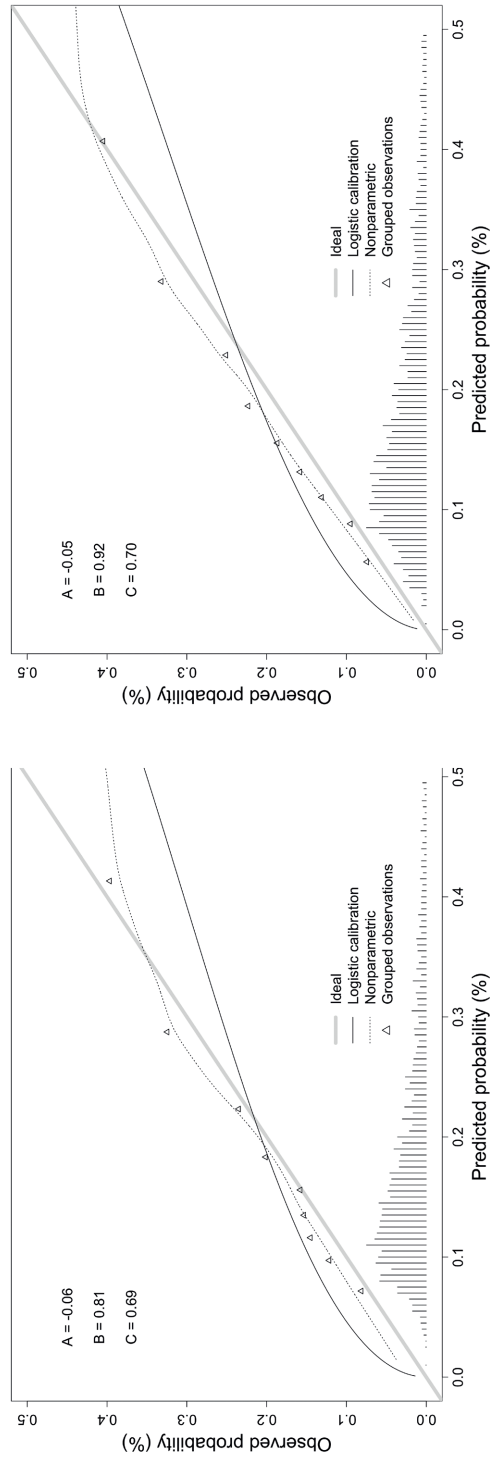 A = -0.06
B = 0.81
C = 0.69
Ideal
Logistic calibration
Nonparametric
Grouped observations
Observed probability (%)
0.5
0.4
0.3
0.2
0.1
0.0
0.0
0.1
0.2
0.3
0.4
0.5
Predicted probability (%)
A = -0.05
B = 0.92
C = 0.70
Ideal
Logistic calibration
Nonparametric
Grouped observations
Observed probability (%)
0.5
0.4
0.3
0.2
0.1
0.0
0.0
0.1
0.2
0.3
0.4
0.5
Predicted probability (%)